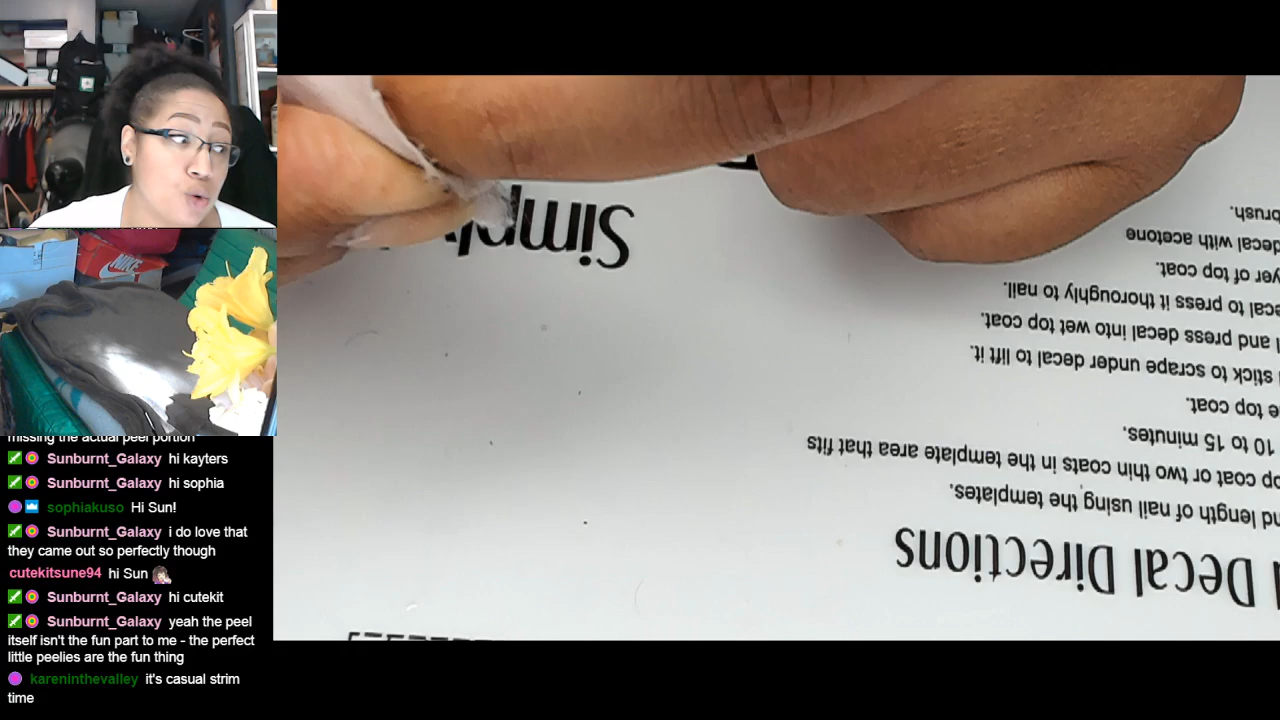 missing the actual peel portion
Sunburnt_Galaxy hi kayters
Sunburnt_Galaxy hi sophia
sophiakuso Hi Sun!
Sunburnt_Galaxy i do love that
they came out so perfectly though
cutekitsune94 hi Sun
Sunburnt_Galaxy hi cutekit
Sunburnt_Galaxy yeah the peel
itself isn't the fun part to me - the perfect
little peelies are the fun thing
kareninthevalley it's casual strim
time
NIKE
Decal Directions
length of nail using the templates.
top coat or two thin coats in the template area that fits
10 to 15 minutes.
top coat.
stick to scrape under decal to lift it
and press decal into wet top coat.
to press it thoroughly to nail.
of top coat.
decal with acetone
brush.
Simply